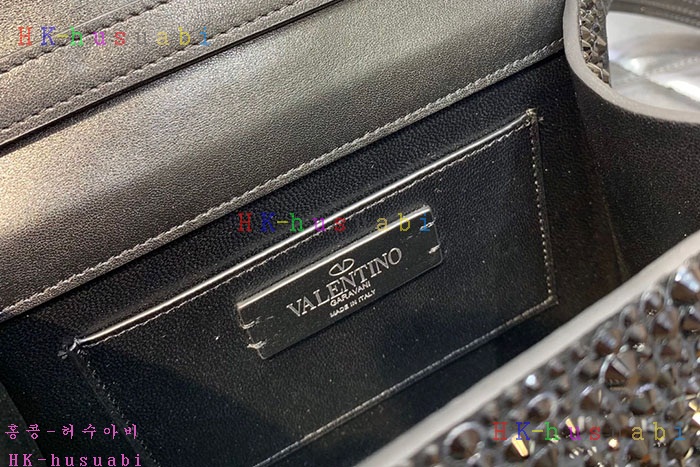 HK-husuabi
HK-husuabi
VALENTINO
GARAVANI
MADE IN ITALY
홍콩-허수아비
HK-husuabi
HK-husuabi